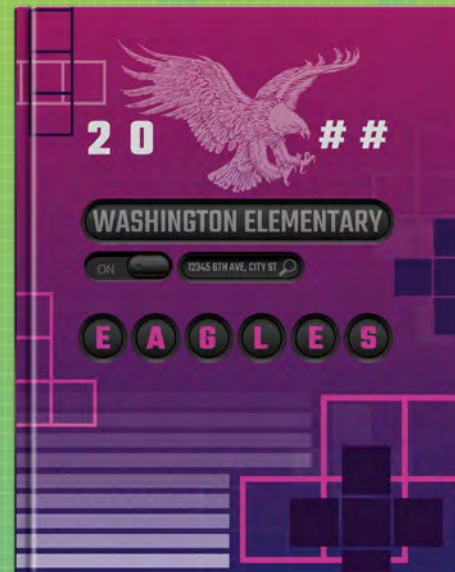 20 ##
WASHINGTON ELEMENTARY
ON
12345 6TH AVE, CITY ST
EAGLES